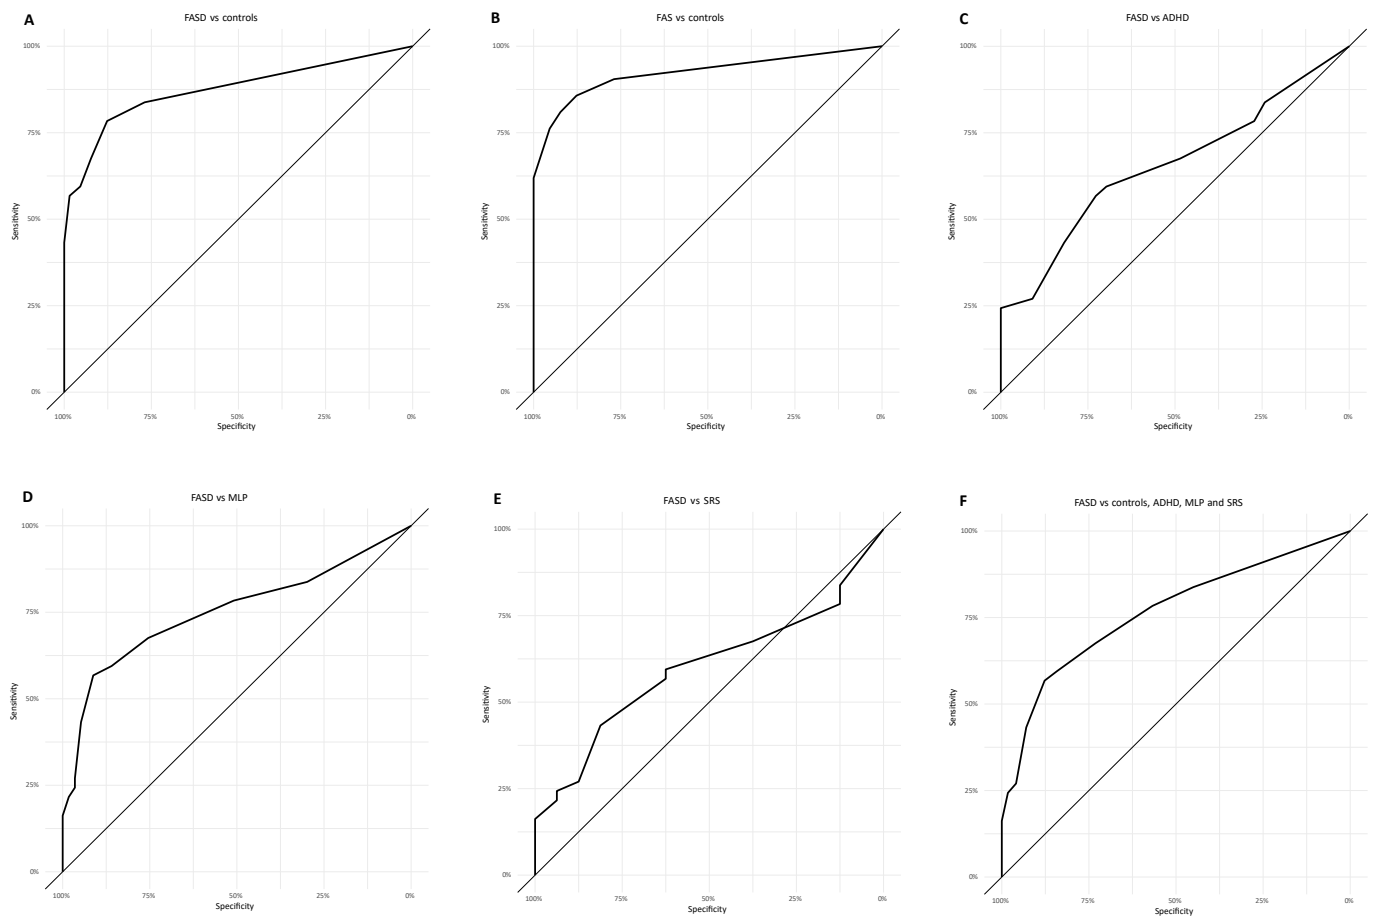 A
FASD vs controls
100%
75%
50%
25%
0%
Sensitivity
100% 75% 50% 25% 0%
Specificity
B
FAS vs controls
100%
75%
50%
25%
0%
Sensitivity
100% 75% 50% 25% 0%
Specificity
C
FASD vs ADHD
100%
75%
50%
25%
0%
Sensitivity
100% 75% 50% 25% 0%
Specificity
D
FASD vs MLP
100%
75%
50%
25%
0%
Sensitivity
100% 75% 50% 25% 0%
Specificity
E
FASD vs SRS
100%
75%
50%
25%
0%
Sensitivity
100% 75% 50% 25% 0%
Specificity
F
FASD vs controls, ADHD, MLP and SRS
100%
75%
50%
25%
0%
Sensitivity
100% 75% 50% 25% 0%
Specificity